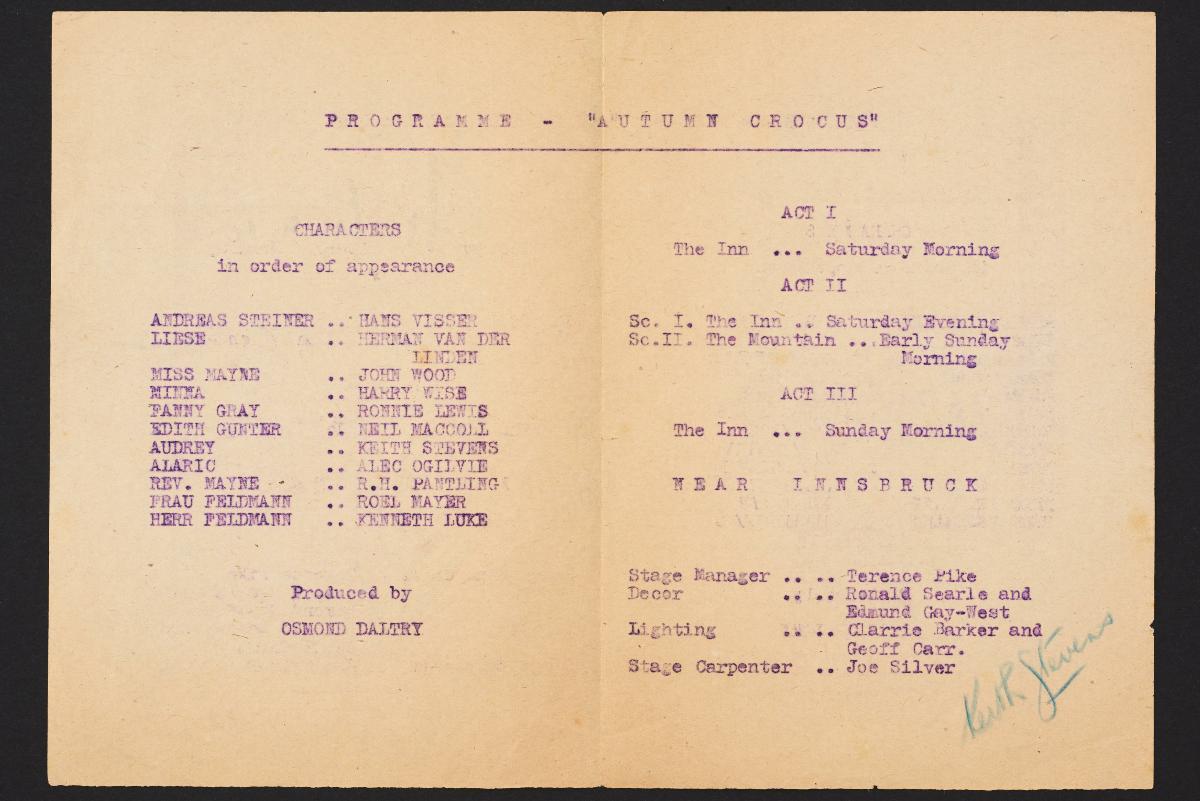 PROGRAMME - "AUTUMN CROCUS"
CHARACTERS
in order of appearance
ANDREAS STEINER .. HANS VISSER
LIESE .. HERMAN VAN DER
LINDEN
MISS MAYNE .. JOHN WOOD
MINNA .. HARRY WISE
FANNY GRAY .. RONNIE LEWIS
EDITH GUNTER .. NEIL MACCOLL
AUDREY .. KEITH STEVENS
ALARIC .. ALEC OGILVIE
REV. MAYNE .. R.H. PANTLING
FRAU FELDMANN .. ROEL MAYER
HERR FELDMANN .. KENNETH LUKE
Produced by
OSMOND DALTRY
ACT I
The Inn ... Saturday Morning
ACT II
Sc. I. The Inn .. Saturday Evening
Sc.II. The Mountain ...Early Sunday
Morning
ACT III
The Inn ... Sunday Morning
NEAR INNSBRUCK
Stage Manager .. .. Terence Pike
Decor .. .. Ronald Searle and
Edmund Gay-West
Lighting .. .. Clarrie Barker and
Geoff Carr.
Stage Carpenter .. Joe Silver
Keith Stevens